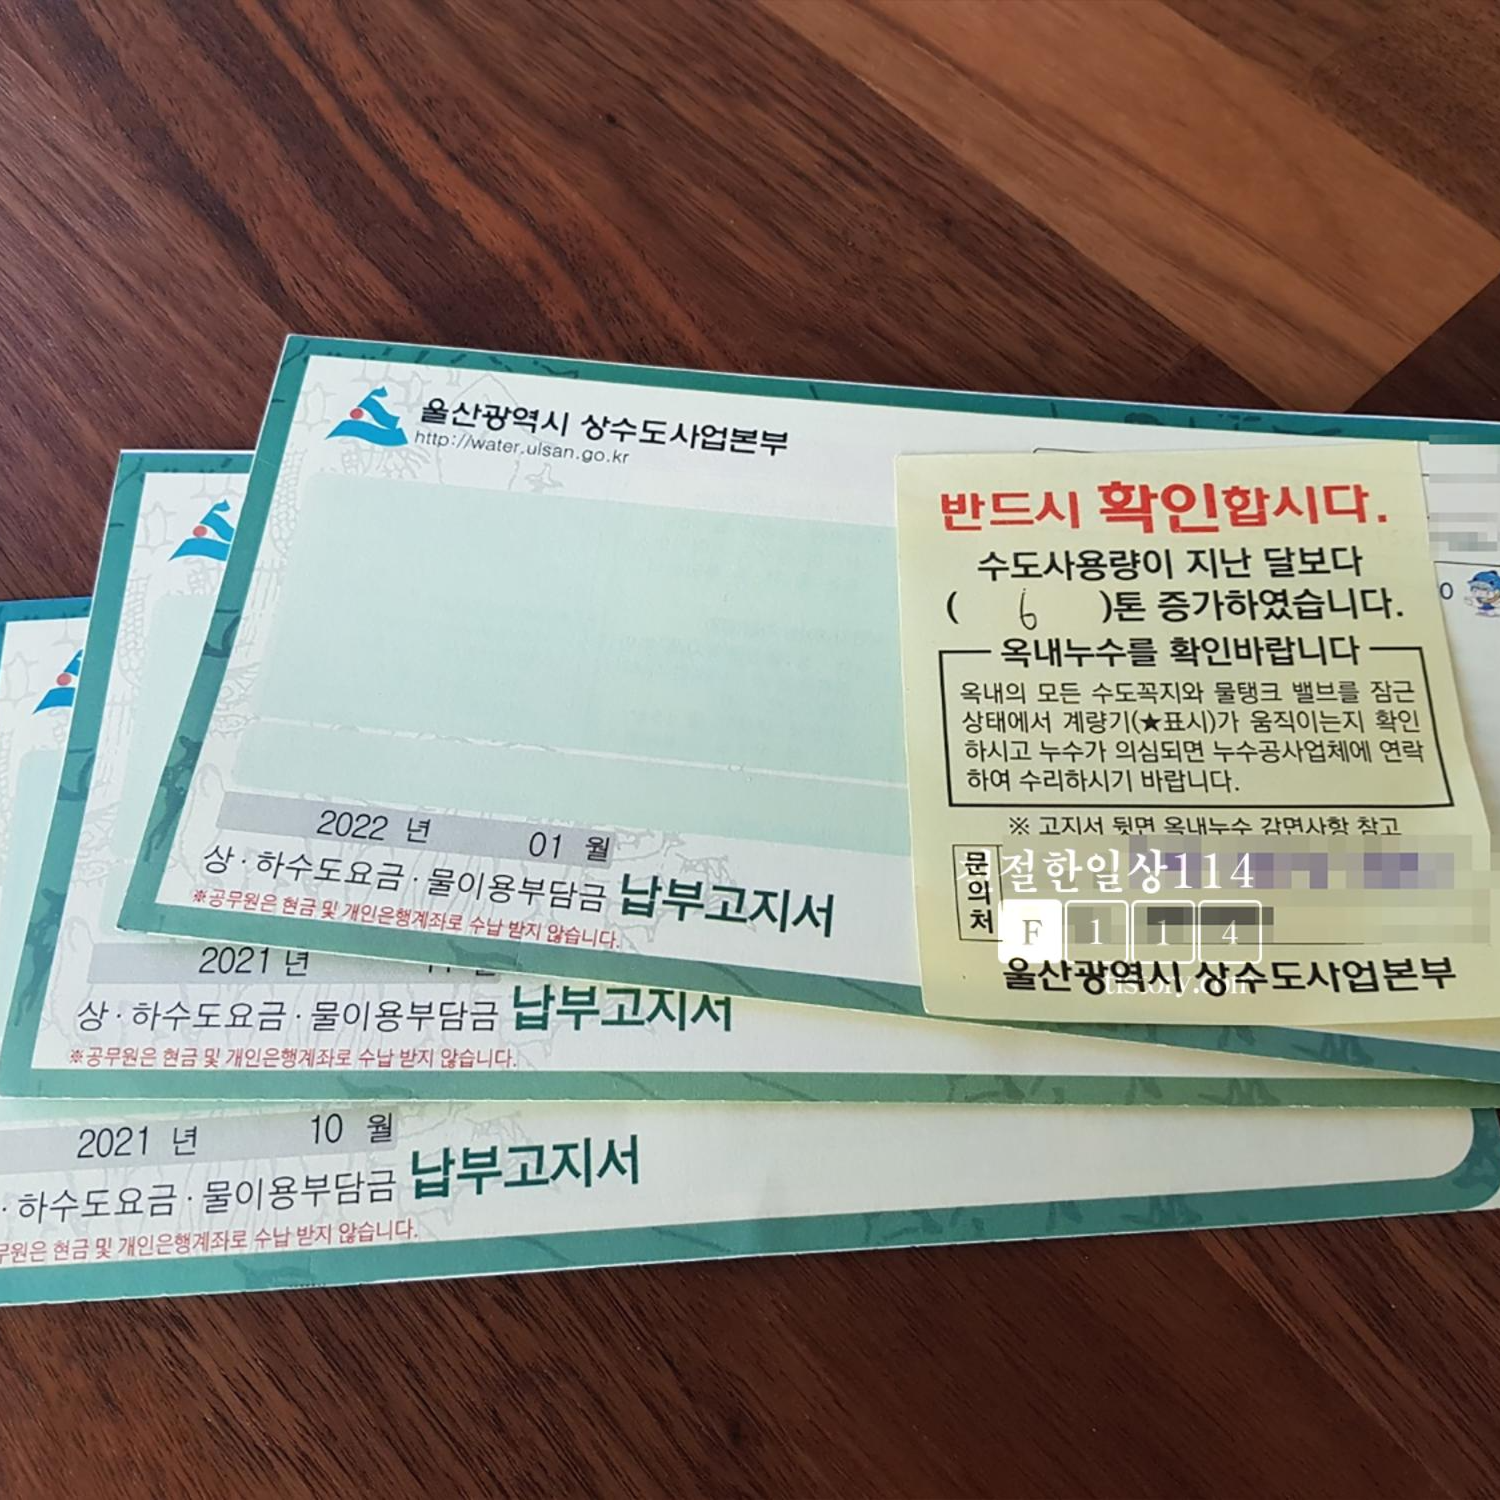 울산광역시 상수도사업본부
http://water.ulsan.go.kr
반드시 확인합시다.
수도사용량이 지난 달보다
( 6 )톤 증가하였습니다.
옥내누수를 확인바랍니다
옥내의 모든 수도꼭지와 물탱크 밸브를 잠근
상태에서 계량기(★표시)가 움직이는지 확인
하시고 누수가 의심되면 누수공사업체에 연락
하여 수리하시기 바랍니다.
※ 고지서 뒷면 옥내누수 감면사항 참고
문의처
친절한일상114
F 1 1 4
tistory.com
울산광역시 상수도사업본부
2022 년 01 월
상·하수도요금·물이용부담금 납부고지서
※공무원은 현금 및 개인은행계좌로 수납 받지 않습니다.
2021 년
상·하수도요금·물이용부담금 납부고지서
※공무원은 현금 및 개인은행계좌로 수납 받지 않습니다.
2021 년 10 월
·하수도요금·물이용부담금 납부고지서
무원은 현금 및 개인은행계좌로 수납 받지 않습니다.